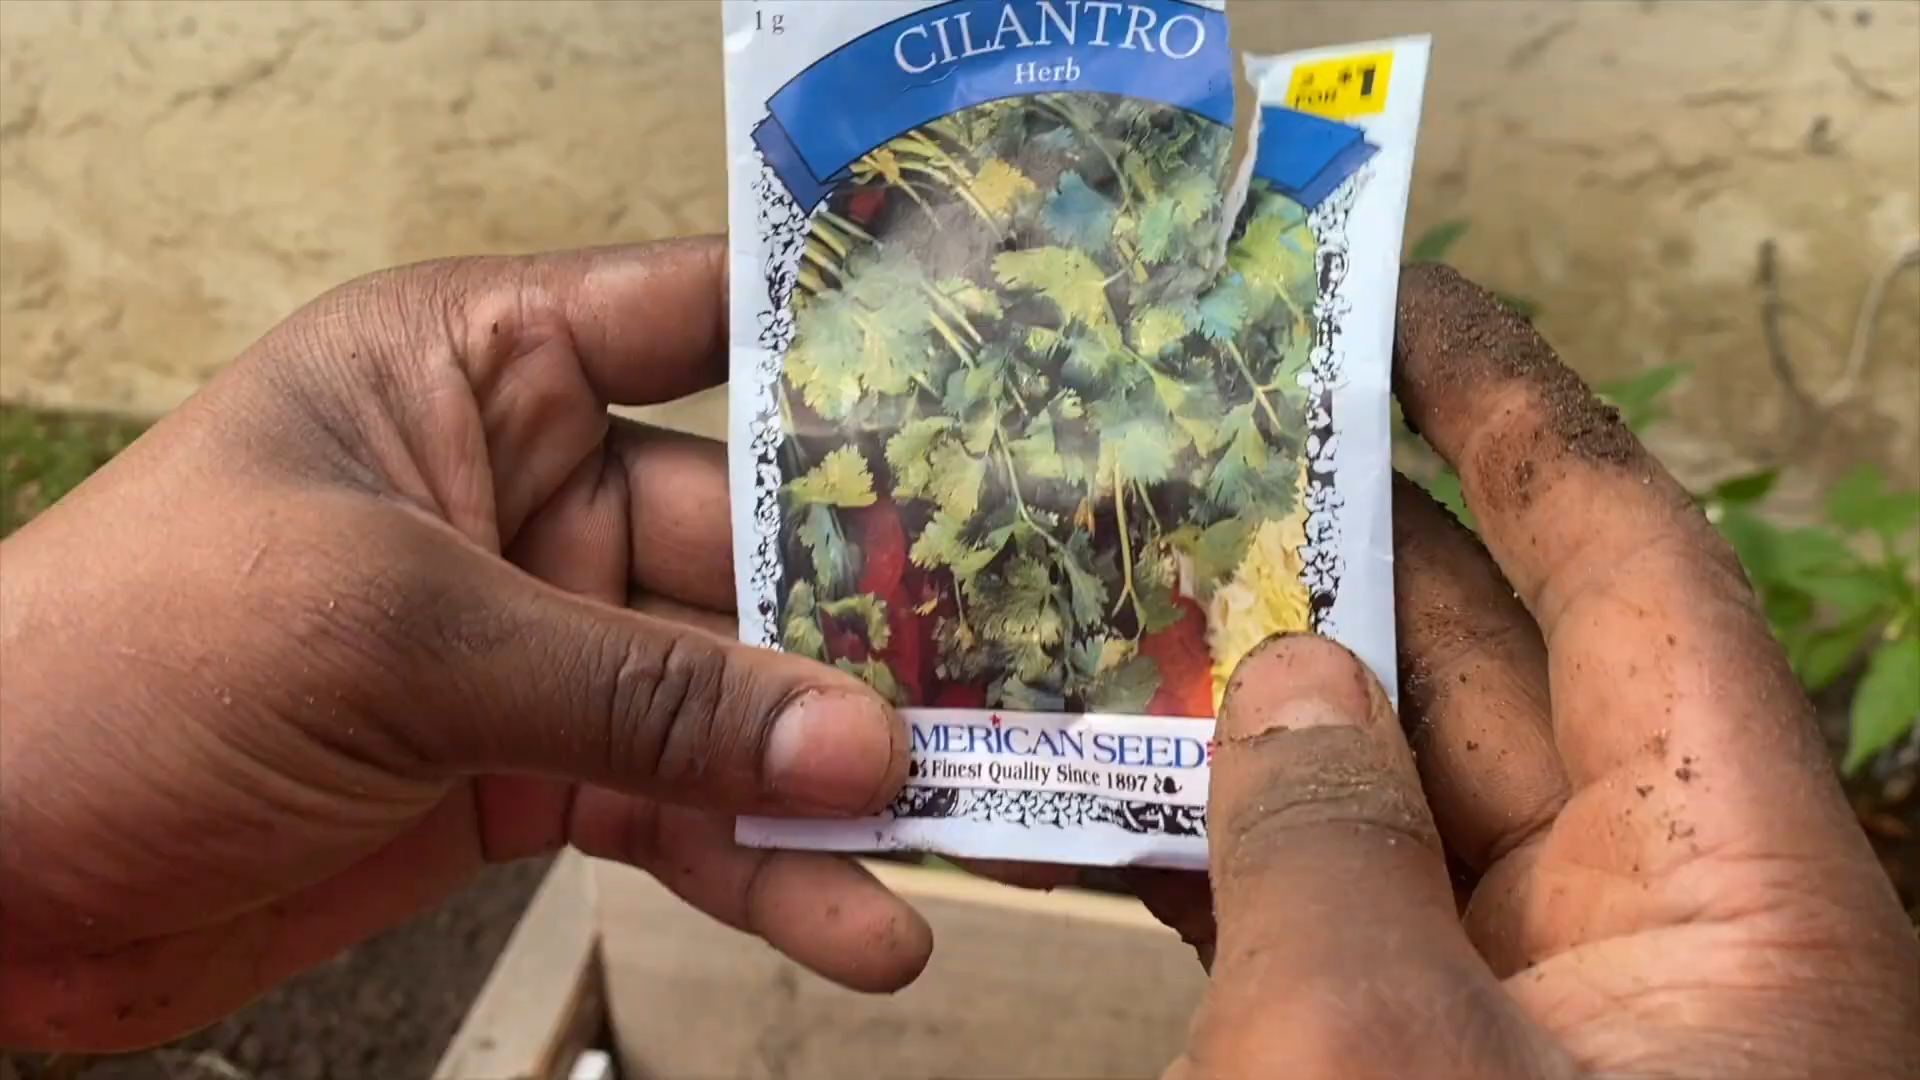 1 g
CILANTRO
Herb
FOR $1
MERICAN SEED
Finest Quality Since 1897